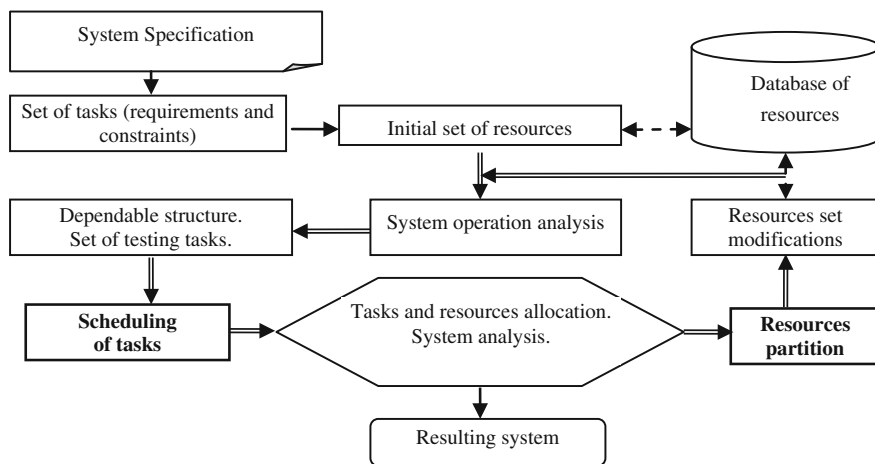 System Specification
Database of
resources
Set of tasks (requirements and
constraints)
Initial set of resources
Dependable structure.
Set of testing tasks.
System operation analysis
Resources set
modifications
Scheduling
of tasks
Tasks and resources allocation.
System analysis.
Resources
partition
Resulting system